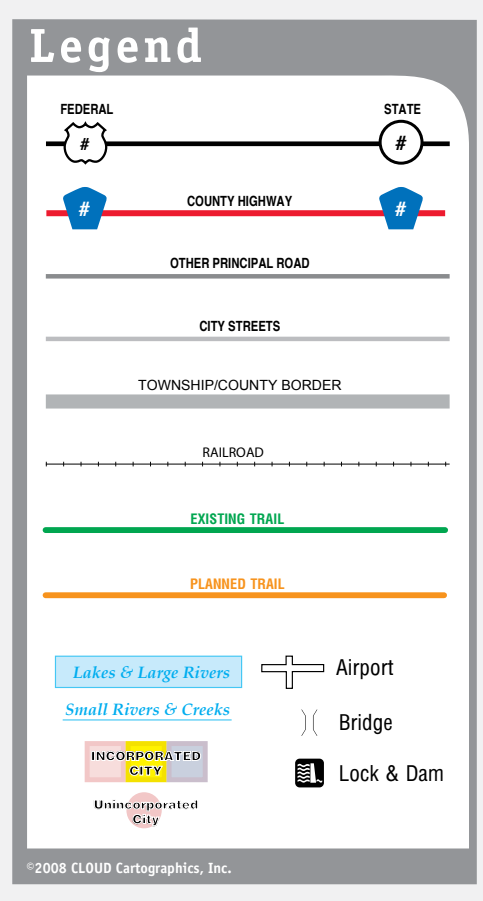 Legend
FEDERAL STATE
# #
COUNTY HIGHWAY
# #
OTHER PRINCIPAL ROAD
CITY STREETS
TOWNSHIP/COUNTY BORDER
RAILROAD
EXISTING TRAIL
PLANNED TRAIL
Lakes & Large Rivers
Airport
Small Rivers & Creeks
Bridge
INCORPORATED
CITY
Lock & Dam
Unincorporated
City
©2008 CLOUD Cartographics, Inc.